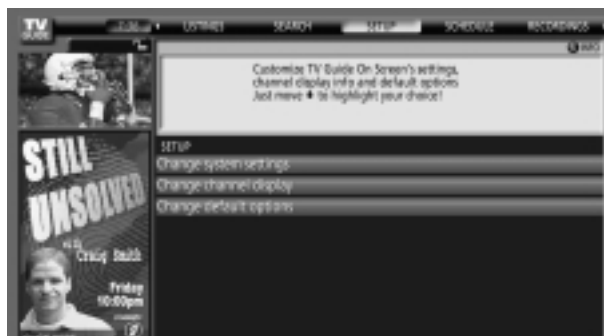 TV
GUIDE
LISTINGS SEARCH SETUP SCHEDULE RECORDINGS
INFO
Customize TV Guide On Screen's settings,
channel display info and default options
Just move to highlight your choice!
SETUP
Change system settings
Change channel display
Change default options
STILL
UNSOLVED
with
Craig Smith
Friday
10:00pm